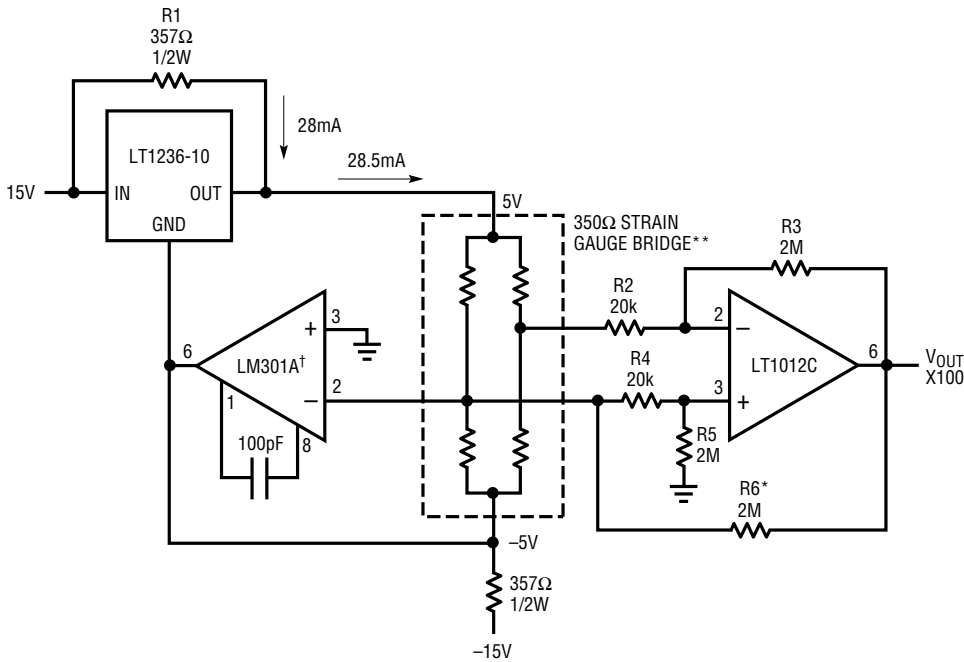 R1
357Ω
1/2W
28mA
LT1236-10
28.5mA
15V
IN
OUT
GND
5V
350Ω STRAIN
GAUGE BRIDGE**
R3
2M
R2
20k
2
–
6
3
+
LM301A†
6
R4
20k
LT1012C
VOUT
X100
2
–
3
+
1
8
100pF
R5
2M
R6*
2M
–5V
357Ω
1/2W
–15V